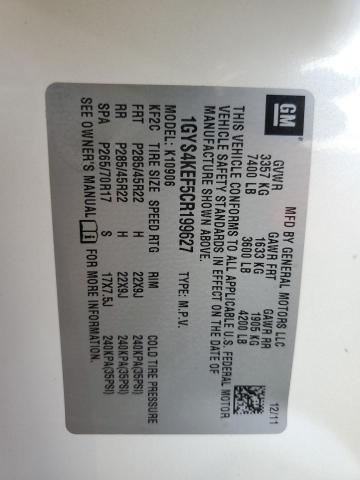 GM
MFD BY GENERAL MOTORS LLC 12/11
GVWR GAWR FRT GAWR RR
3357 KG 1633 KG 1905 KG
7400 LB 3600 LB 4200 LB
THIS VEHICLE CONFORMS TO ALL APPLICABLE U.S. FEDERAL MOTOR
VEHICLE SAFETY STANDARDS IN EFFECT ON THE DATE OF
MANUFACTURE SHOWN ABOVE.
1GYS4KEF5CR199627 TYPE: M.P.V.
MODEL: K10906
KF2C TIRE SIZE SPEED RTG RIM COLD TIRE PRESSURE
FRT P285/45R22 H 22X9J 240KPA(35PSI)
RR P285/45R22 H 22X9J 240KPA(35PSI)
SPA P265/70R17 S 17X7.5J 240KPA(35PSI)
SEE OWNER'S MANUAL